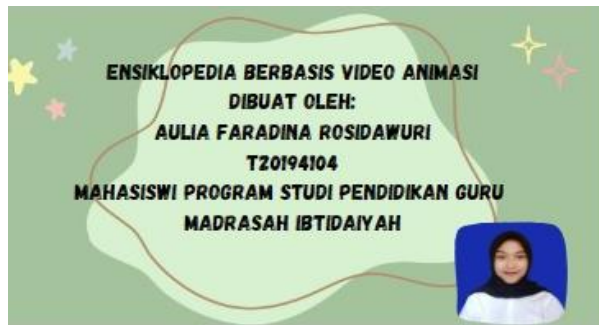 ENSIKLOPEDIA BERBASIS VIDEO ANIMASI
DIBUAT OLEH:
AULIA FARADINA ROSIDAWURI
T20194104
MAHASISWI PROGRAM STUDI PENDIDIKAN GURU
MADRASAH IBTIDAIYAH